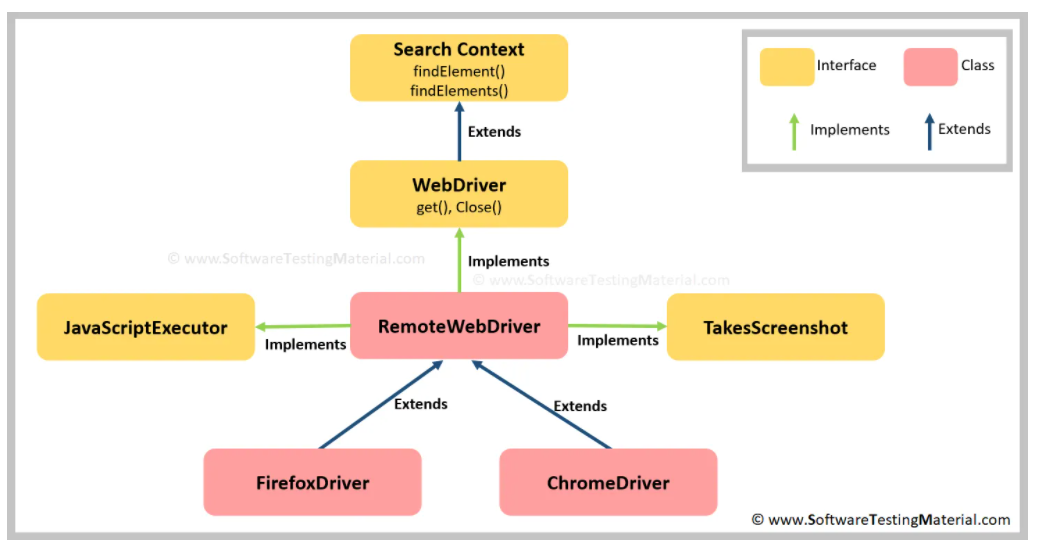 Search Context
findElement()
findElements()
Interface
Class
Extends
Implements
Extends
WebDriver
get(), Close()
© www.SoftwareTestingMaterial.com
Implements
© www.SoftwareTestingMaterial.com
JavaScriptExecutor
Implements
RemoteWebDriver
Implements
TakesScreenshot
Extends
Extends
FirefoxDriver
ChromeDriver
© www.SoftwareTestingMaterial.com